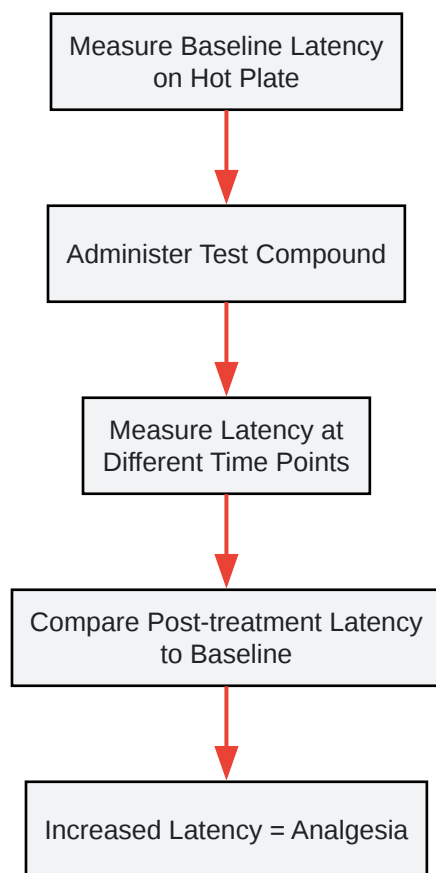 Measure Baseline Latency
on Hot Plate
Administer Test Compound
Measure Latency at
Different Time Points
Compare Post-treatment Latency
to Baseline
Increased Latency = Analgesia